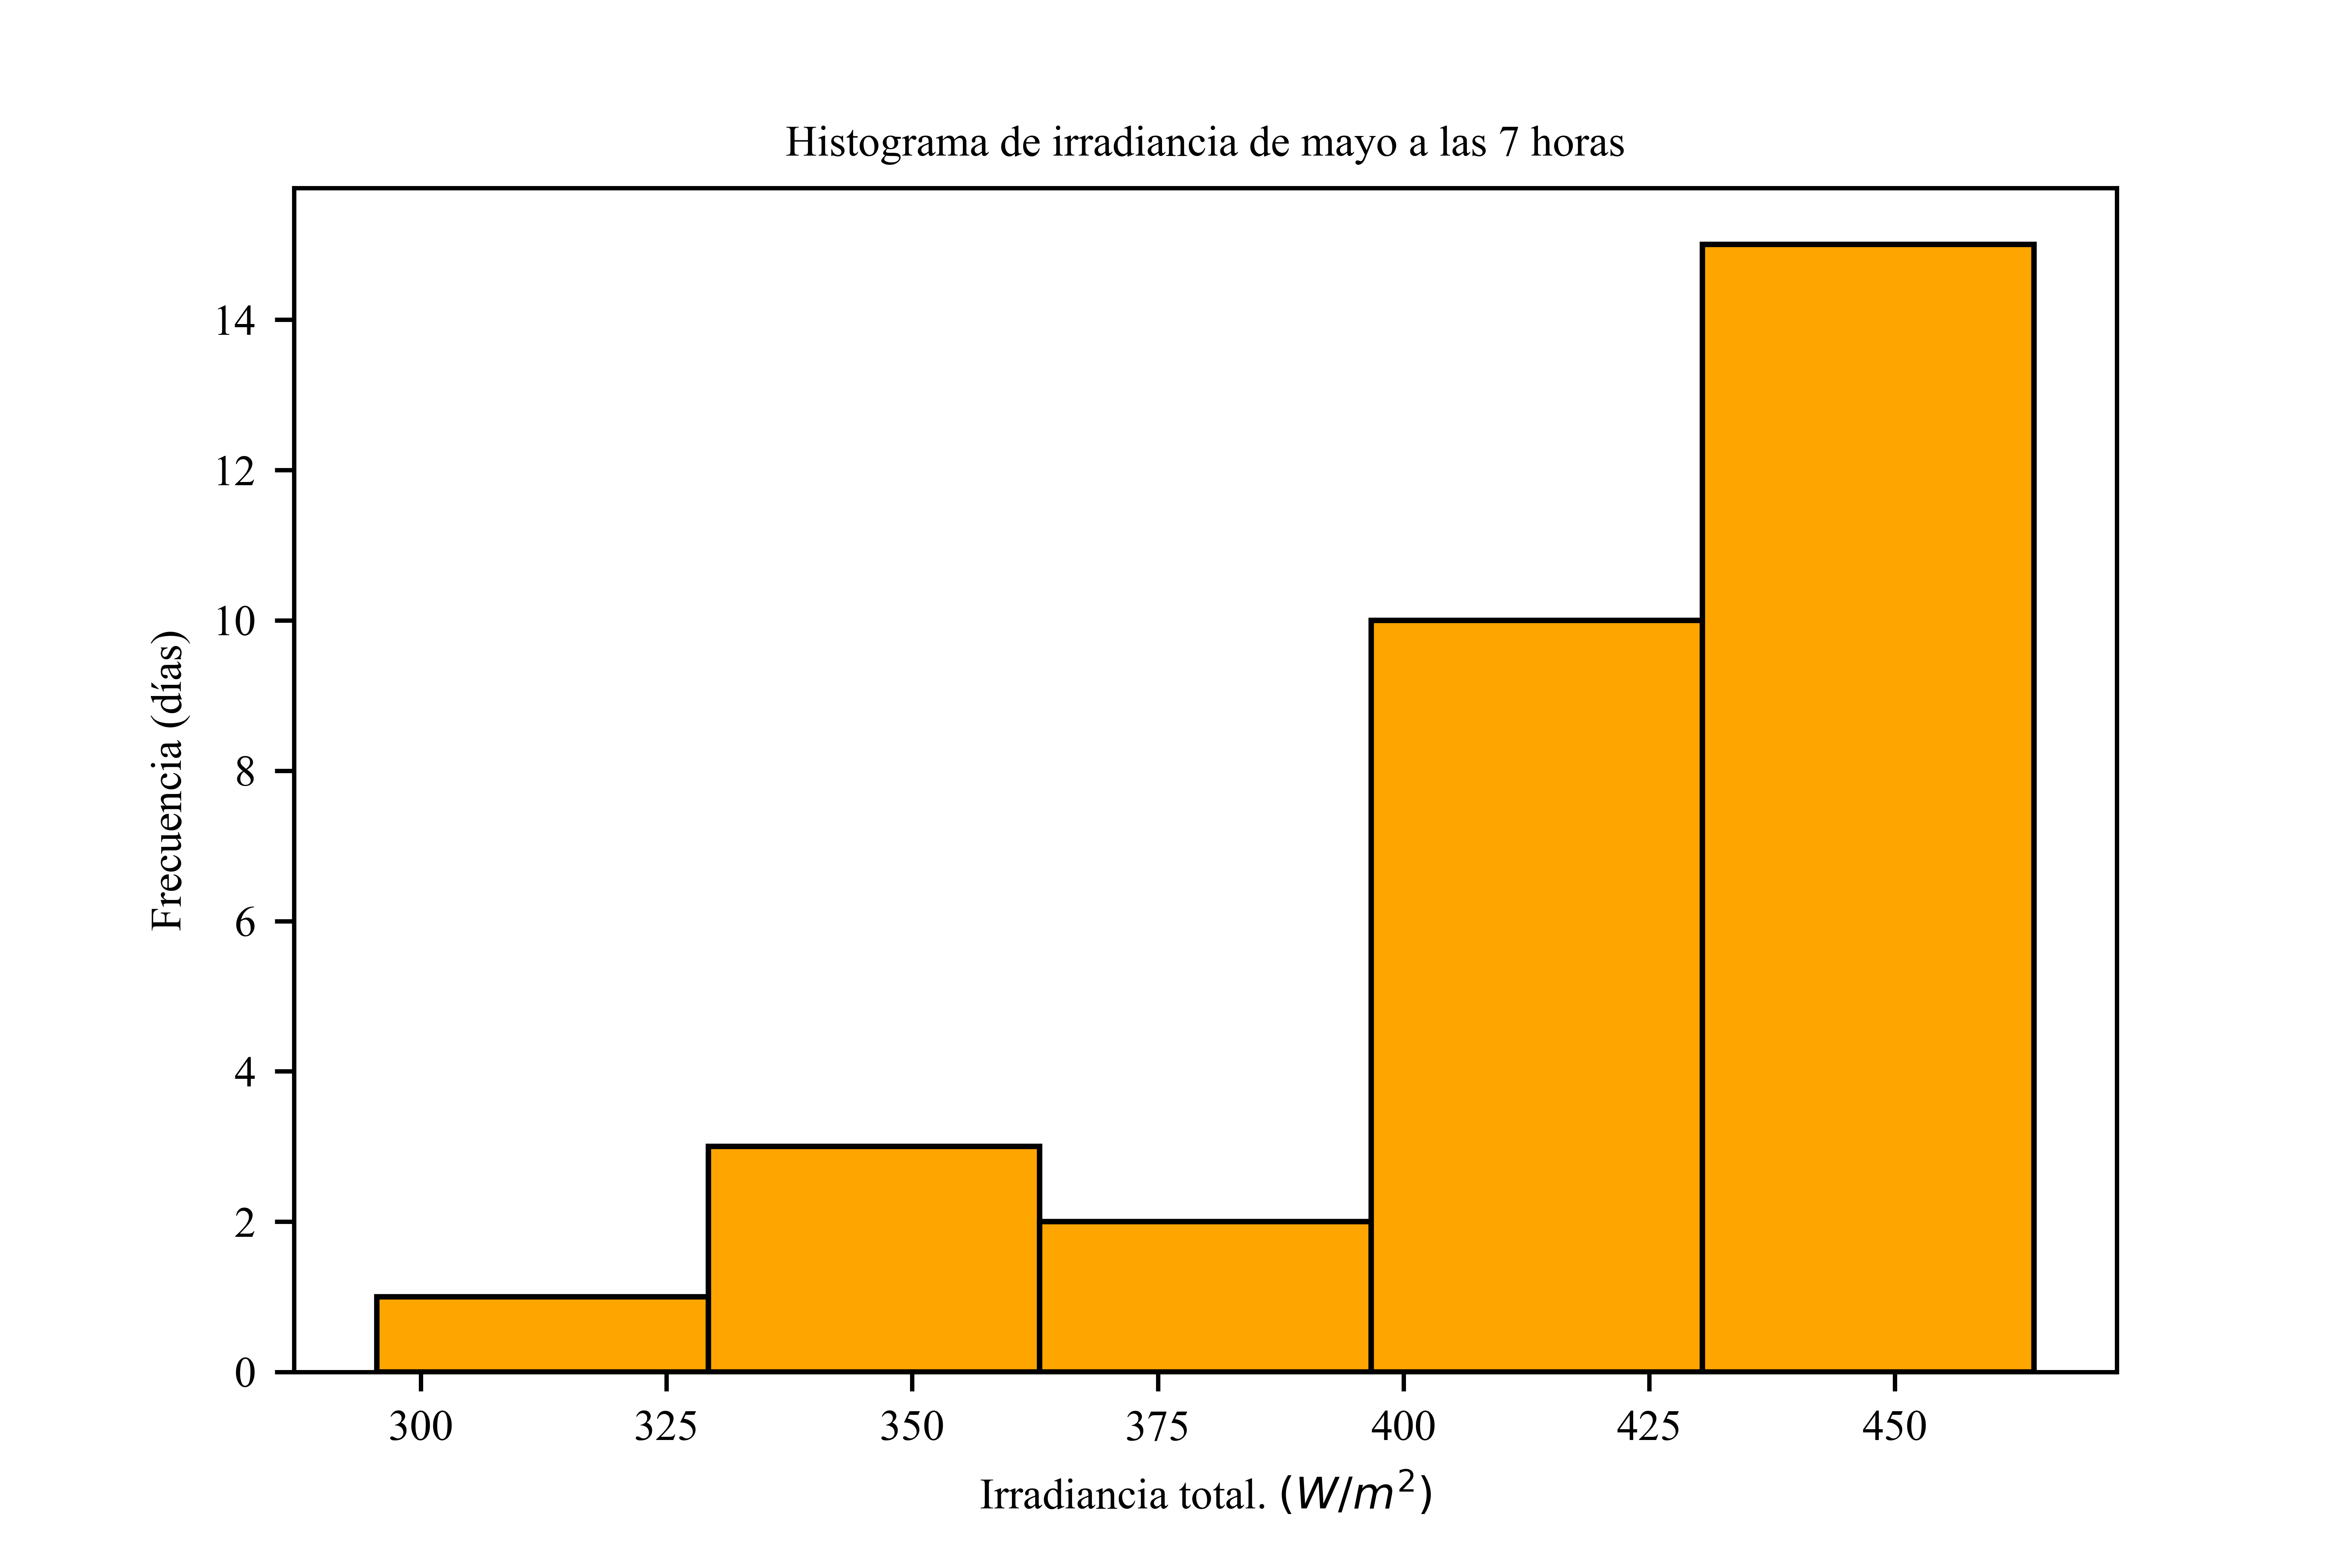 Histograma de irradiancia de mayo a las 7 horas
Frecuencia (días)
14
12
10
8
6
4
2
0
300 325 350 375 400 425 450
Irradiancia total. (W/m²)